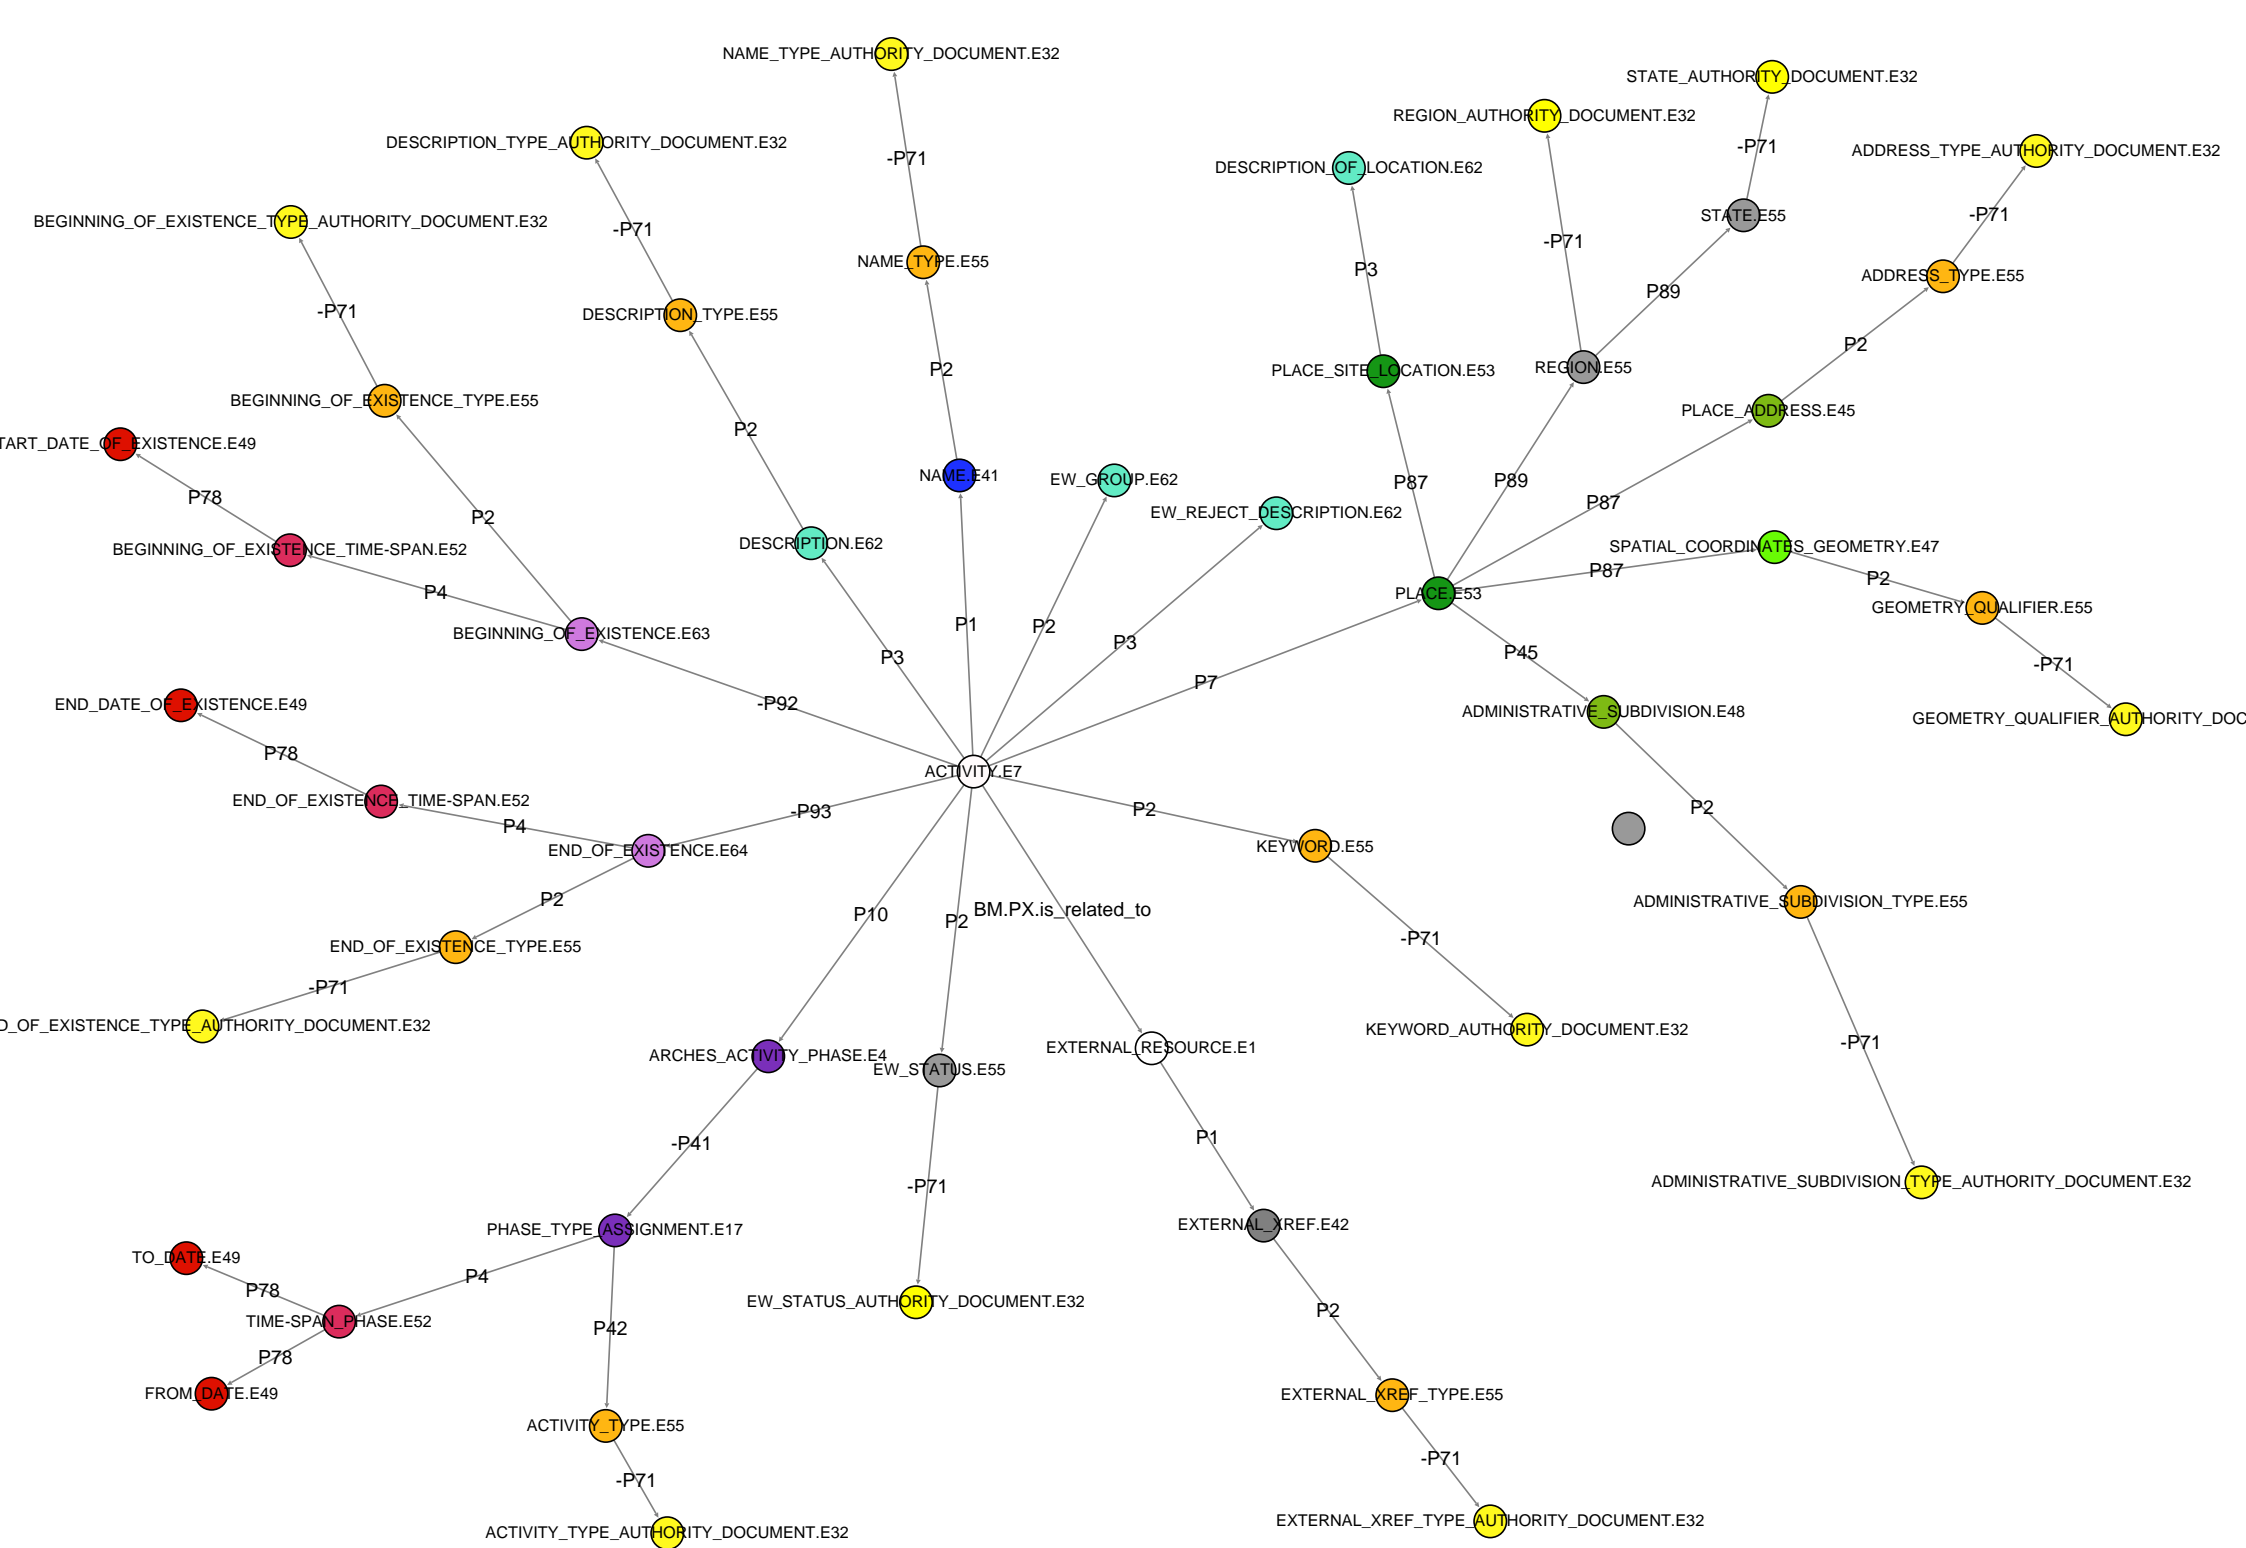 NAME_TYPE_AUTHORITY_DOCUMENT.E32
STATE_AUTHORITY_DOCUMENT.E32
REGION_AUTHORITY_DOCUMENT.E32
DESCRIPTION_TYPE_AUTHORITY_DOCUMENT.E32
-P71
-P71
ADDRESS_TYPE_AUTHORITY_DOCUMENT.E32
DESCRIPTION_OF_LOCATION.E62
BEGINNING_OF_EXISTENCE_TYPE_AUTHORITY_DOCUMENT.E32
-P71
STATE.E55
-P71
-P71
NAME_TYPE.E55
P3
ADDRESS_TYPE.E55
P89
-P71
DESCRIPTION_TYPE.E55
P2
P2
PLACE_SITE_LOCATION.E53
REGION.E55
BEGINNING_OF_EXISTENCE_TYPE.E55
PLACE_ADDRESS.E45
P2
TART_DATE_OF_EXISTENCE.E49
NAME.E41
EW_GROUP.E62
P87
P89
P78
P87
EW_REJECT_DESCRIPTION.E62
P2
DESCRIPTION.E62
SPATIAL_COORDINATES_GEOMETRY.E47
BEGINNING_OF_EXISTENCE_TIME-SPAN.E52
P87
P2
P4
PLACE.E53
GEOMETRY_QUALIFIER.E55
P1
P2
BEGINNING_OF_EXISTENCE.E63
P3
P45
P3
-P71
P7
END_DATE_OF_EXISTENCE.E49
-P92
ADMINISTRATIVE_SUBDIVISION.E48
GEOMETRY_QUALIFIER_AUTHORITY_DOC
P78
ACTIVITY.E7
END_OF_EXISTENCE_TIME-SPAN.E52
-P93
P2
P2
P4
END_OF_EXISTENCE.E64
KEYWORD.E55
P2
ADMINISTRATIVE_SUBDIVISION_TYPE.E55
P10
P2
BM.PX.is_related_to
END_OF_EXISTENCE_TYPE.E55
-P71
-P71
D_OF_EXISTENCE_TYPE_AUTHORITY_DOCUMENT.E32
KEYWORD_AUTHORITY_DOCUMENT.E32
-P71
ARCHES_ACTIVITY_PHASE.E4
EXTERNAL_RESOURCE.E1
EW_STATUS.E55
-P41
P1
-P71
ADMINISTRATIVE_SUBDIVISION_TYPE_AUTHORITY_DOCUMENT.E32
PHASE_TYPE_ASSIGNMENT.E17
EXTERNAL_XREF.E42
TO_DATE.E49
P4
P78
EW_STATUS_AUTHORITY_DOCUMENT.E32
P2
TIME-SPAN_PHASE.E52
P42
P78
FROM_DATE.E49
EXTERNAL_XREF_TYPE.E55
ACTIVITY_TYPE.E55
-P71
-P71
ACTIVITY_TYPE_AUTHORITY_DOCUMENT.E32
EXTERNAL_XREF_TYPE_AUTHORITY_DOCUMENT.E32